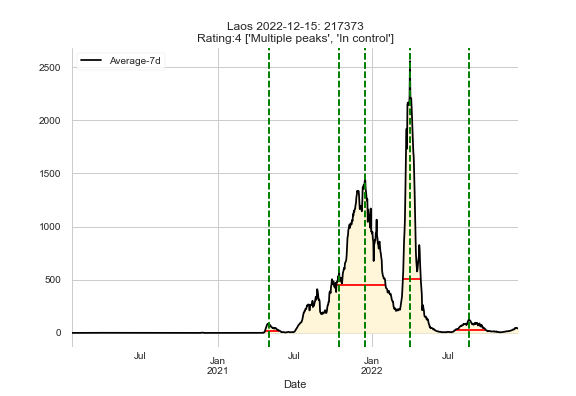 Laos 2022-12-15: 217373
Rating:4 ['Multiple peaks', 'In control']
Average-7d
2500
2000
1500
1000
500
0
Jul
Jan
2021
Jul
Jan
2022
Jul
Date